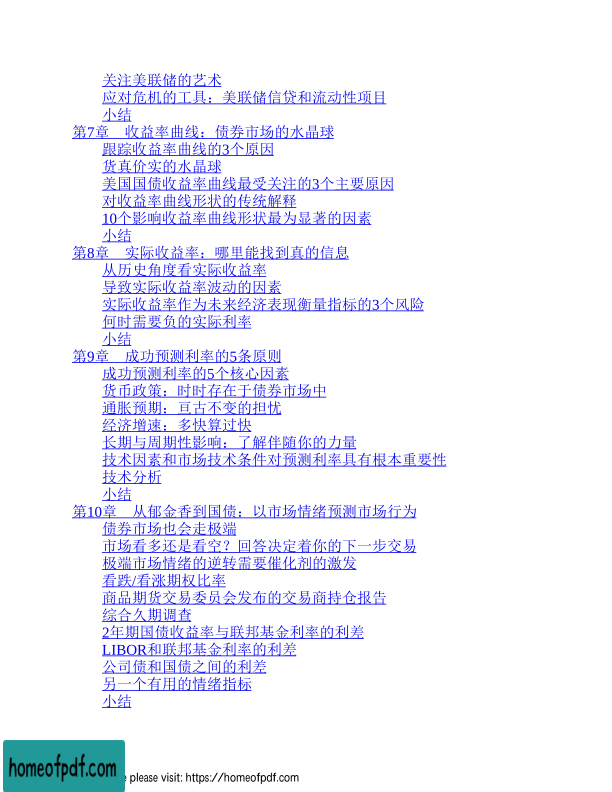 关注美联储的艺术
应对危机的工具：美联储信贷和流动性项目
小结
第7章　收益率曲线：债券市场的水晶球
跟踪收益率曲线的3个原因
货真价实的水晶球
美国国债收益率曲线最受关注的3个主要原因
对收益率曲线形状的传统解释
10个影响收益率曲线形状最为显著的因素
小结
第8章　实际收益率：哪里能找到真的信息
从历史角度看实际收益率
导致实际收益率波动的因素
实际收益率作为未来经济表现衡量指标的3个风险
何时需要负的实际利率
小结
第9章　成功预测利率的5条原则
成功预测利率的5个核心因素
货币政策：时时存在于债券市场中
通胀预期：亘古不变的担忧
经济增速：多快算过快
长期与周期性影响：了解伴随你的力量
技术因素和市场技术条件对预测利率具有根本重要性
技术分析
小结
第10章　从郁金香到国债：以市场情绪预测市场行为
债券市场也会走极端
市场看多还是看空？回答决定着你的下一步交易
极端市场情绪的逆转需要催化剂的激发
看跌/看涨期权比率
商品期货交易委员会发布的交易商持仓报告
综合久期调查
2年期国债收益率与联邦基金利率的利差
LIBOR和联邦基金利率的利差
公司债和国债之间的利差
另一个有用的情绪指标
小结
homeofpdf.com
e please visit: https://homeofpdf.com